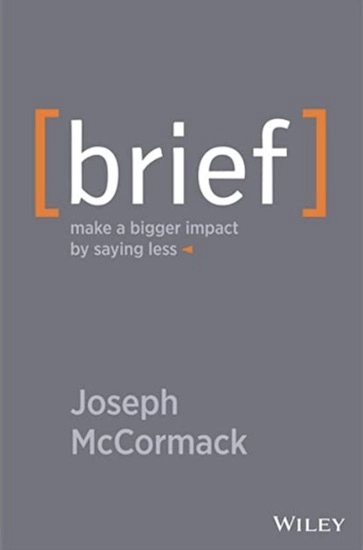 [brief]
make a bigger impact
by saying less
Joseph
McCormack
WILEY